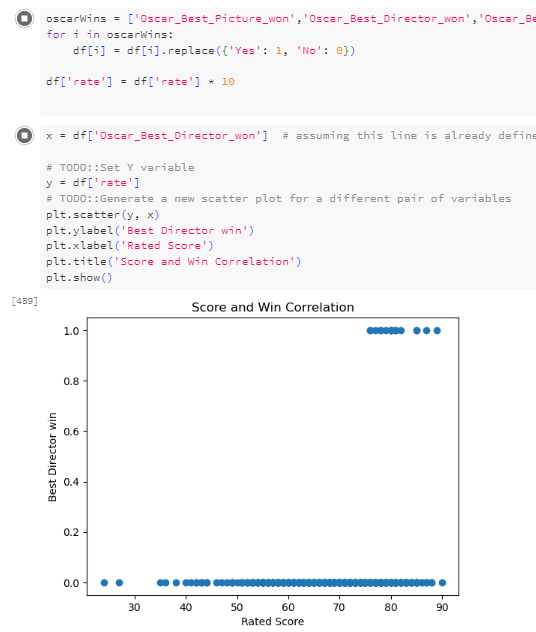 oscarWins = ['Oscar_Best_Picture_won','Oscar_Best_Director_won','Oscar_Be
for i in oscarWins:
    df[i] = df[i].replace({'Yes': 1, 'No': 0})
df['rate'] = df['rate'] * 10
x = df['Oscar_Best_Director_won']  # assuming this line is already define
# TODO::Set Y variable
y = df['rate']
# TODO::Generate a new scatter plot for a different pair of variables
plt.scatter(y, x)
plt.ylabel('Best Director win')
plt.xlabel('Rated Score')
plt.title('Score and Win Correlation')
plt.show()
[489]
Score and Win Correlation
1.0
0.8
0.6
0.4
0.2
0.0
Best Director win
30 40 50 60 70 80 90
Rated Score